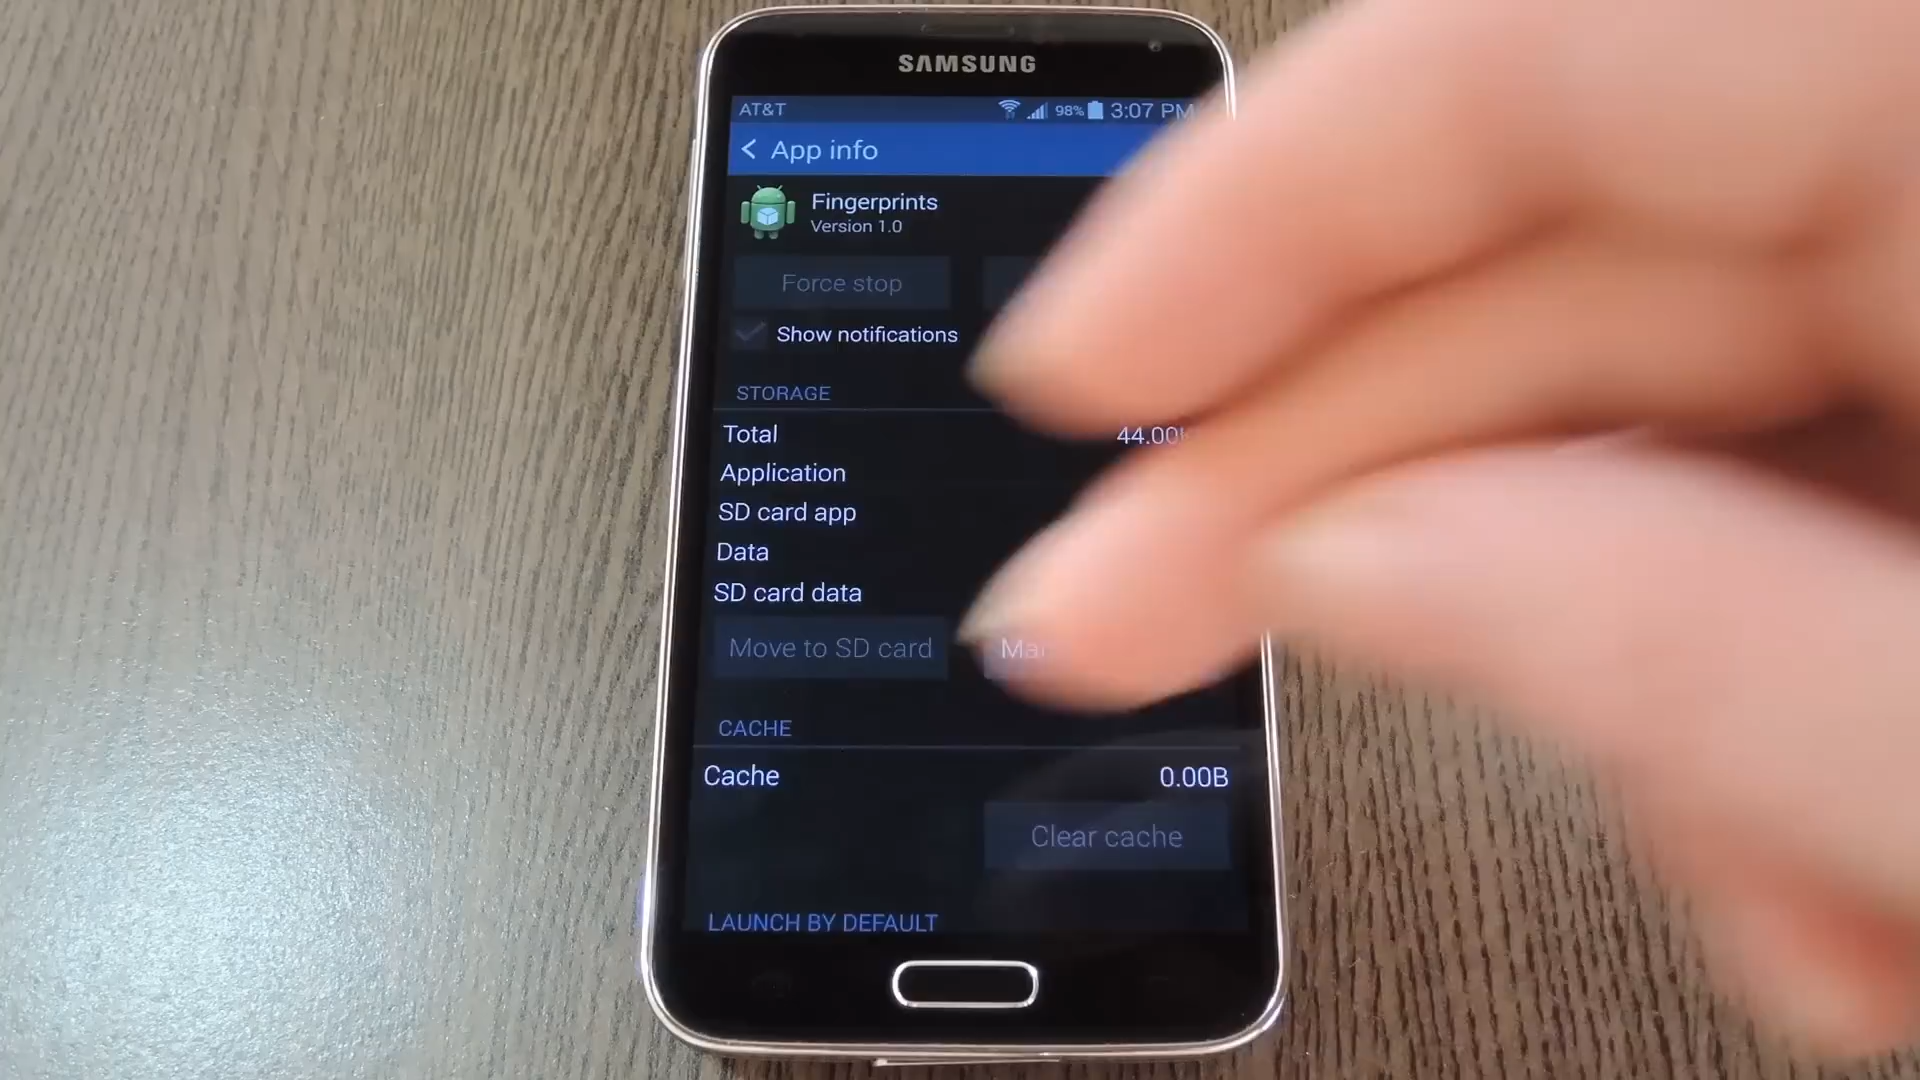 SAMSUNG
AT&T 98% 3:07 PM
< App info
Fingerprints
Version 1.0
Force stop
Show notifications
STORAGE
Total 44.00
Application
SD card app
Data
SD card data
Move to SD card
CACHE
Cache 0.00B
Clear cache
LAUNCH BY DEFAULT